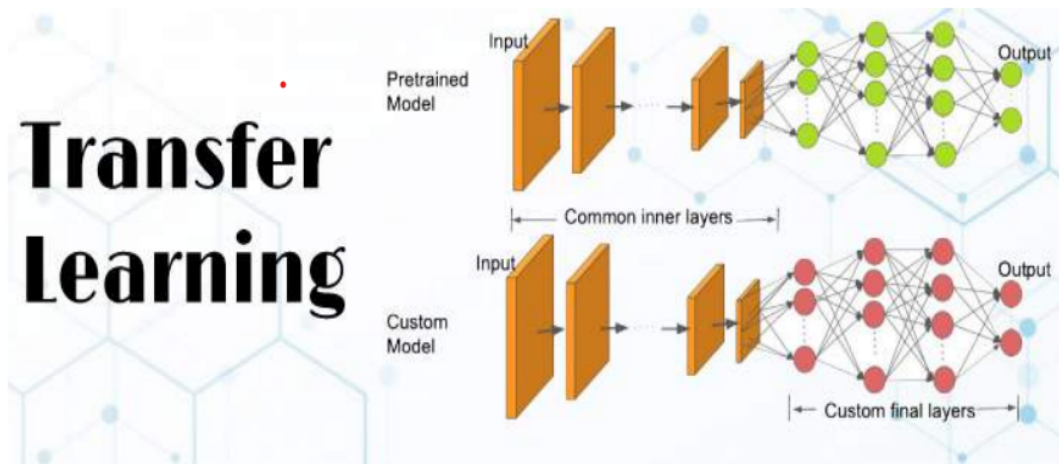 Transfer
Learning
Pretrained
Model
Input
Output
Common inner layers
Custom
Model
Input
Output
Custom final layers